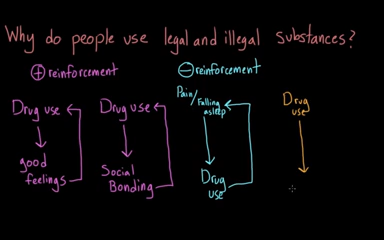 Why do people use legal and illegal substances?
+ reinforcement
- reinforcement
Drug use
good
feelings
Drug use
Social
Bonding
Pain/Falling
asleep
Drug
use
Drug
use